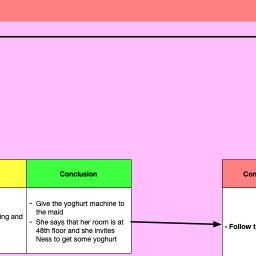 Conclusion
- Give the yoghurt machine to
the maid
- She says that her room is at
48th floor and she invites
Ness to get some yoghurt
ing and
Con
- Follow t